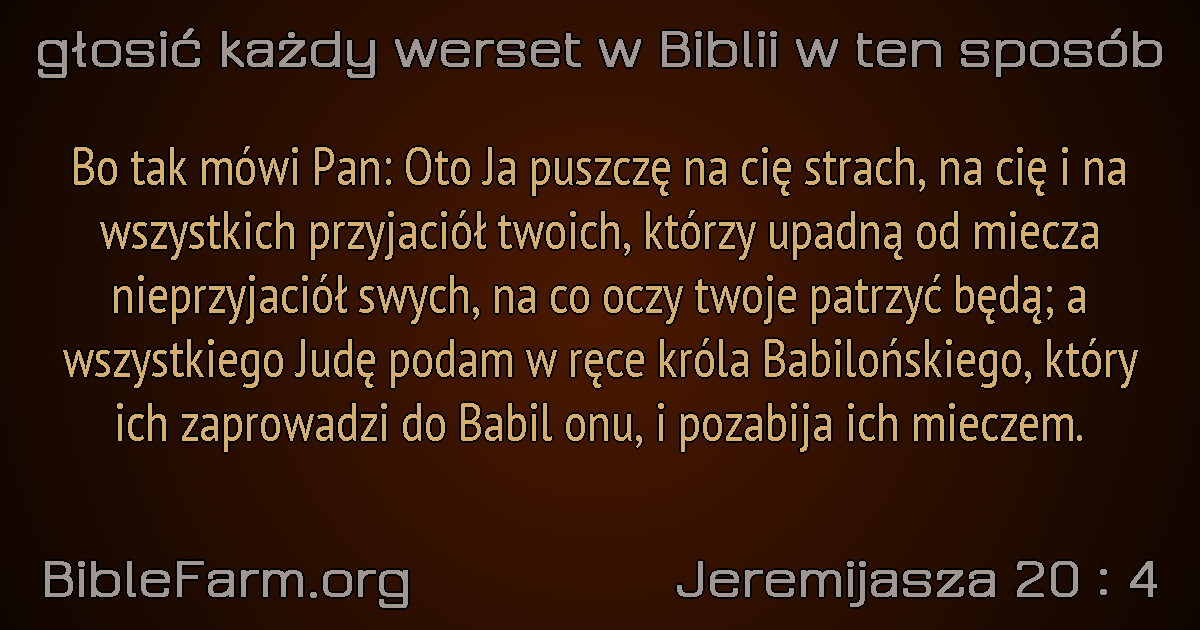 głosić każdy werset w Biblii w ten sposób
Bo tak mówi Pan: Oto Ja puszczę na cię strach, na cię i na
wszystkich przyjaciół twoich, którzy upadną od miecza
nieprzyjaciół swych, na co oczy twoje patrzyć będą; a
wszystkiego Judę podam w ręce króla Babilońskiego, który
ich zaprowadzi do Babil onu, i pozabija ich mieczem.
BibleFarm.org
Jeremijasza 20 : 4